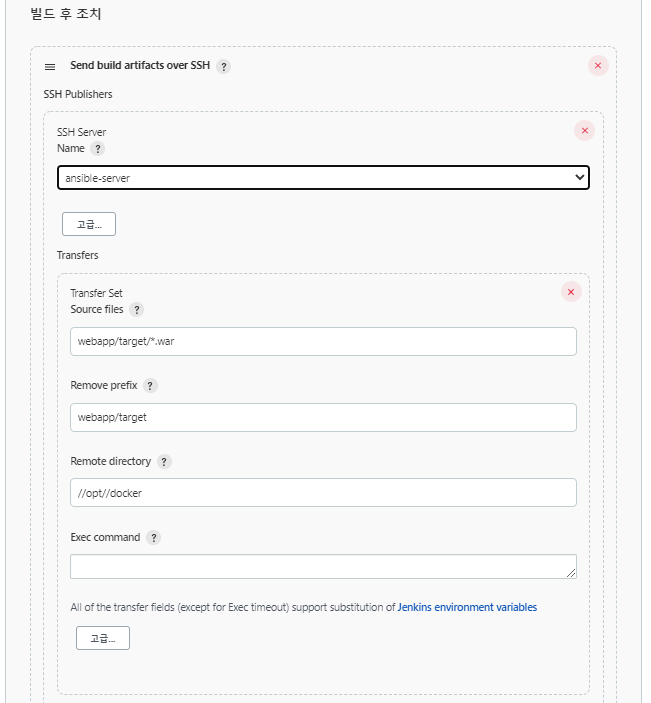 빌드 후 조치
Send build artifacts over SSH ?
SSH Publishers
SSH Server
Name ?
ansible-server
고급...
Transfers
Transfer Set
Source files ?
webapp/target/*.war
Remove prefix ?
webapp/target
Remote directory ?
//opt//docker
Exec command ?
All of the transfer fields (except for Exec timeout) support substitution of Jenkins environment variables
고급...